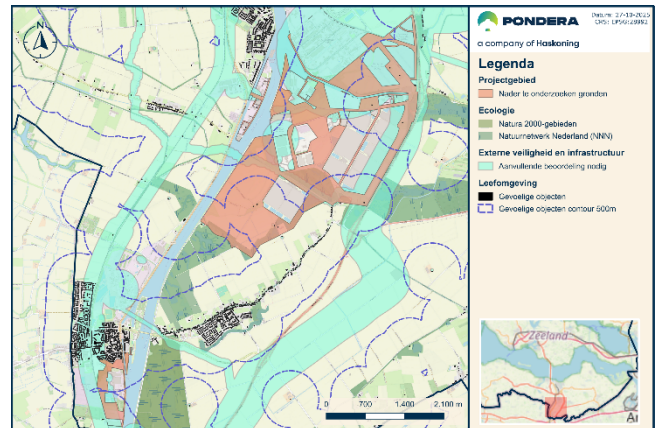 N
PONDERA
a company of Haskoning
Legenda
Projectgebied
Nader te onderzoeken gronden
Ecologie
Natura 2000-gebieden
Natuurnetwerk Nederland (NNN)
Externe veiligheid en infrastructuur
Aanvullende beoordeling nodig
Leefomgeving
Gevoelige objecten
Gevoelige objecten contour 500m
Zeeland
0 700 1.400 2.100 m